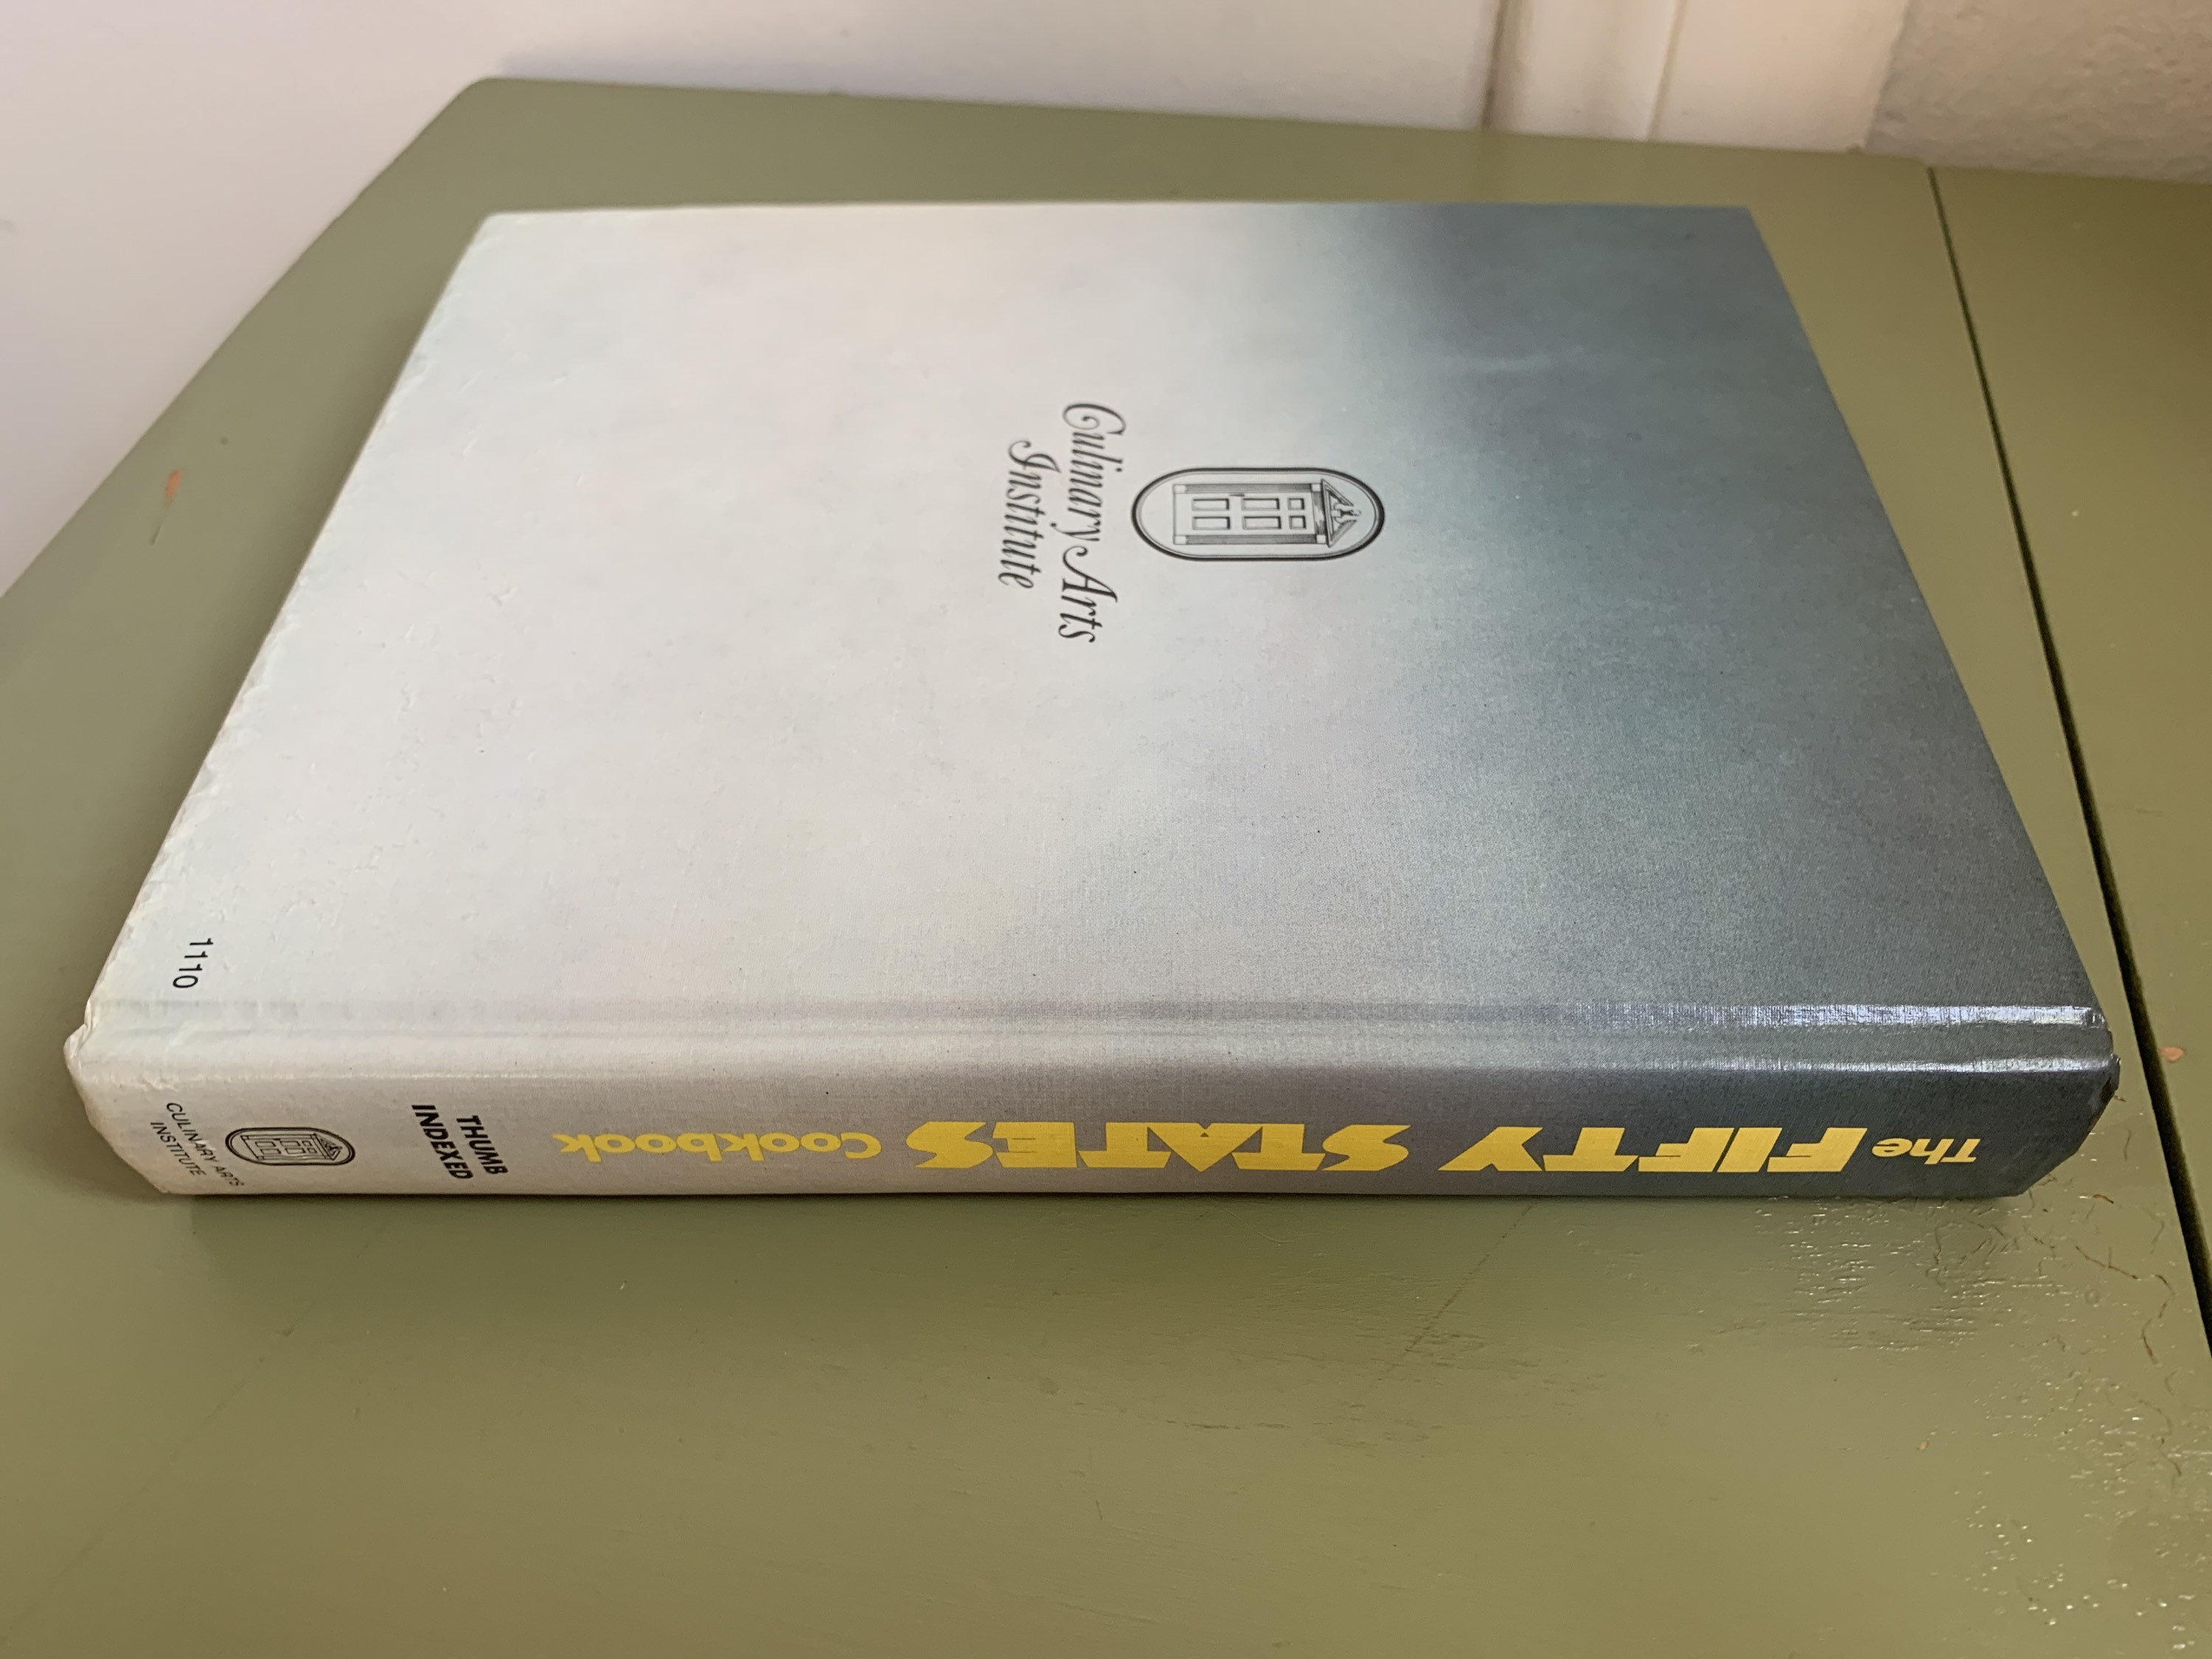 Culinary Arts
Institute
1110
The FIFTY STATES Cookbook
THUMB
INDEXED
CULINARY ARTS
INSTITUTE